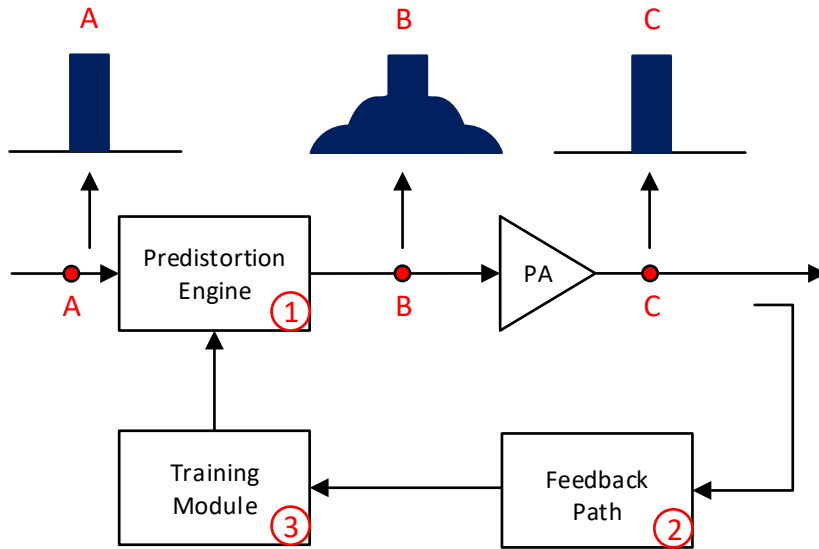 A
B
C
Predistortion
Engine
1
PA
A
B
C
Training
Module
3
Feedback
Path
2